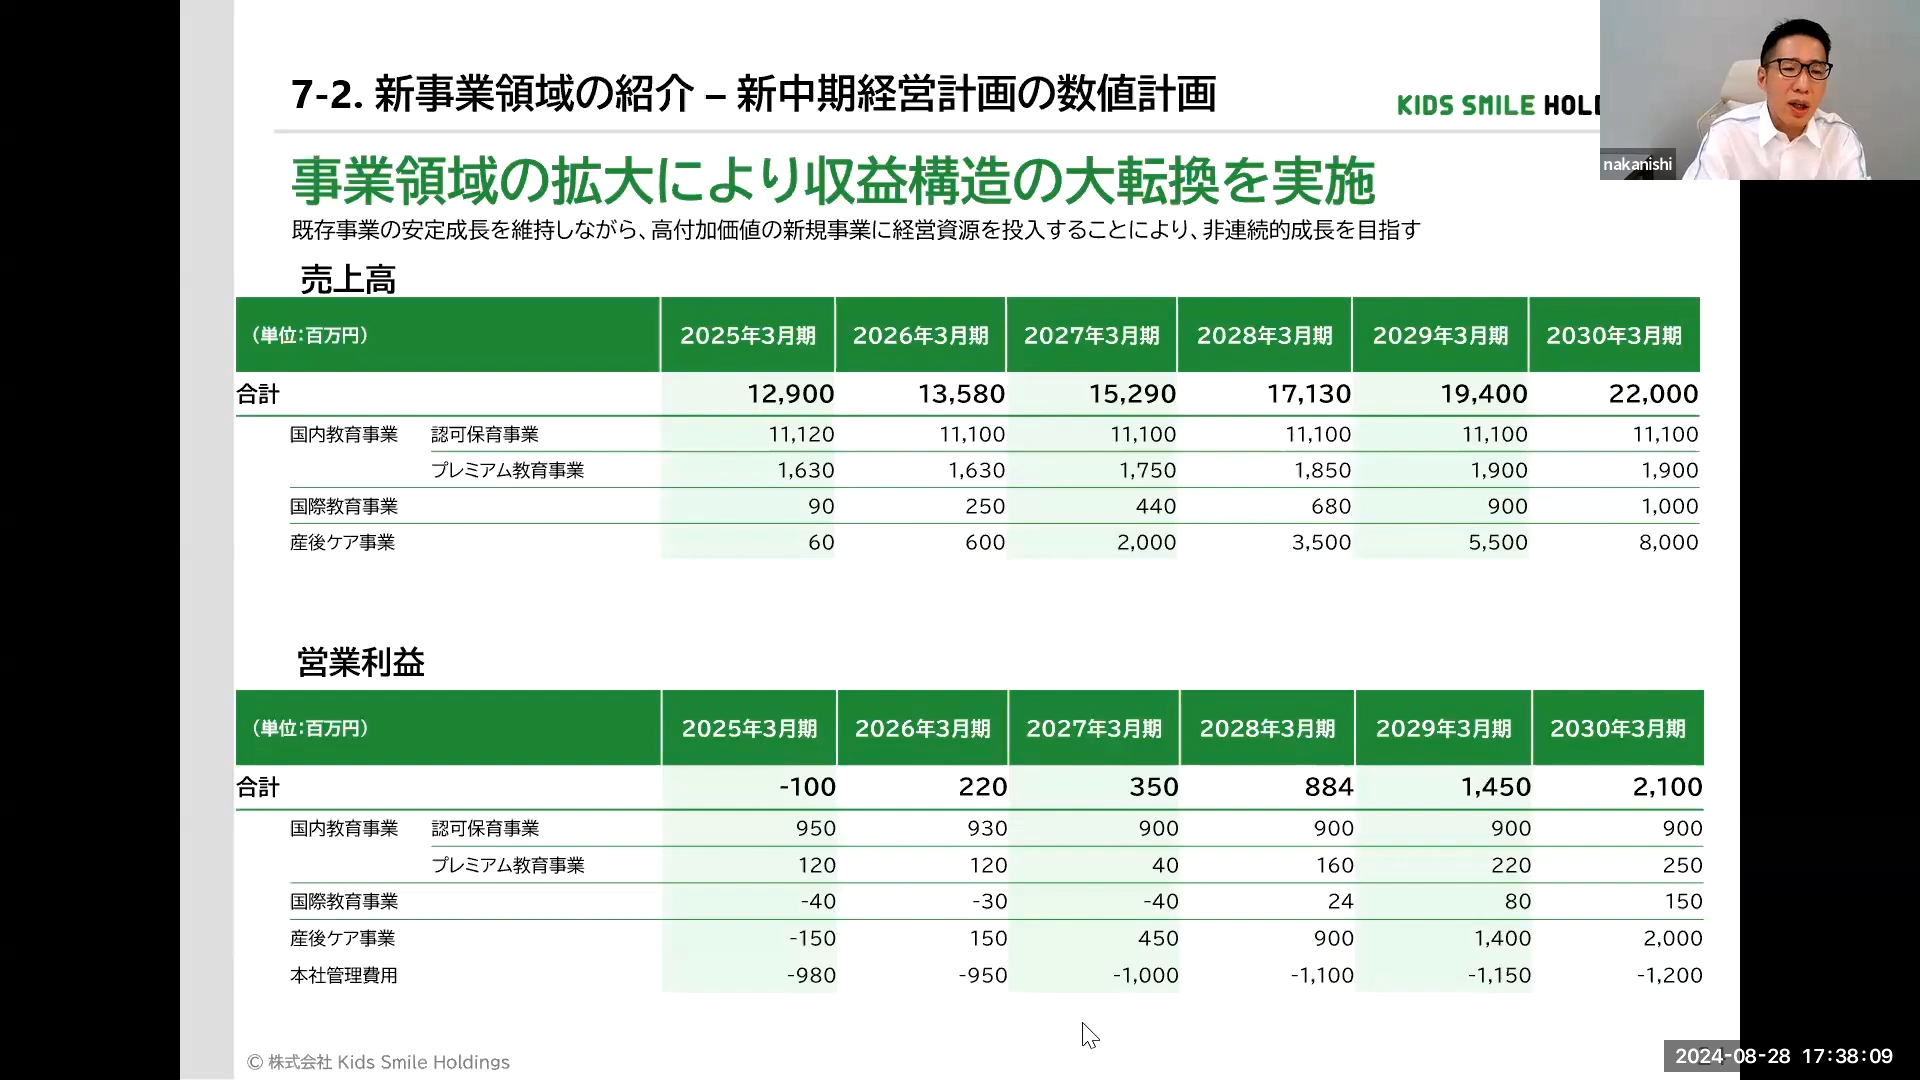 7-2. 新事業領域の紹介 – 新中期経営計画の数値計画
KIDS SMILE
nakanishi
事業領域の拡大により収益構造の大転換を実施
既存事業の安定成長を維持しながら、高付加価値の新規事業に経営資源を投入することにより、非連続的成長を目指す
売上高
（単位:百万円） 2025年3月期 2026年3月期 2027年3月期 2028年3月期 2029年3月期 2030年3月期
合計 12,900 13,580 15,290 17,130 19,400 22,000
国内教育事業 認可保育事業 11,120 11,100 11,100 11,100 11,100 11,100
プレミアム教育事業 1,630 1,630 1,750 1,850 1,900 1,900
国際教育事業 90 250 440 680 900 1,000
産後ケア事業 60 600 2,000 3,500 5,500 8,000
営業利益
（単位:百万円） 2025年3月期 2026年3月期 2027年3月期 2028年3月期 2029年3月期 2030年3月期
合計 -100 220 350 884 1,450 2,100
国内教育事業 認可保育事業 950 930 900 900 900 900
プレミアム教育事業 120 120 40 160 220 250
国際教育事業 -40 -30 -40 24 80 150
産後ケア事業 -150 150 450 900 1,400 2,000
本社管理費用 -980 -950 -1,000 -1,100 -1,150 -1,200
© 株式会社 Kids Smile Holdings
2024-08-28 17:38:09